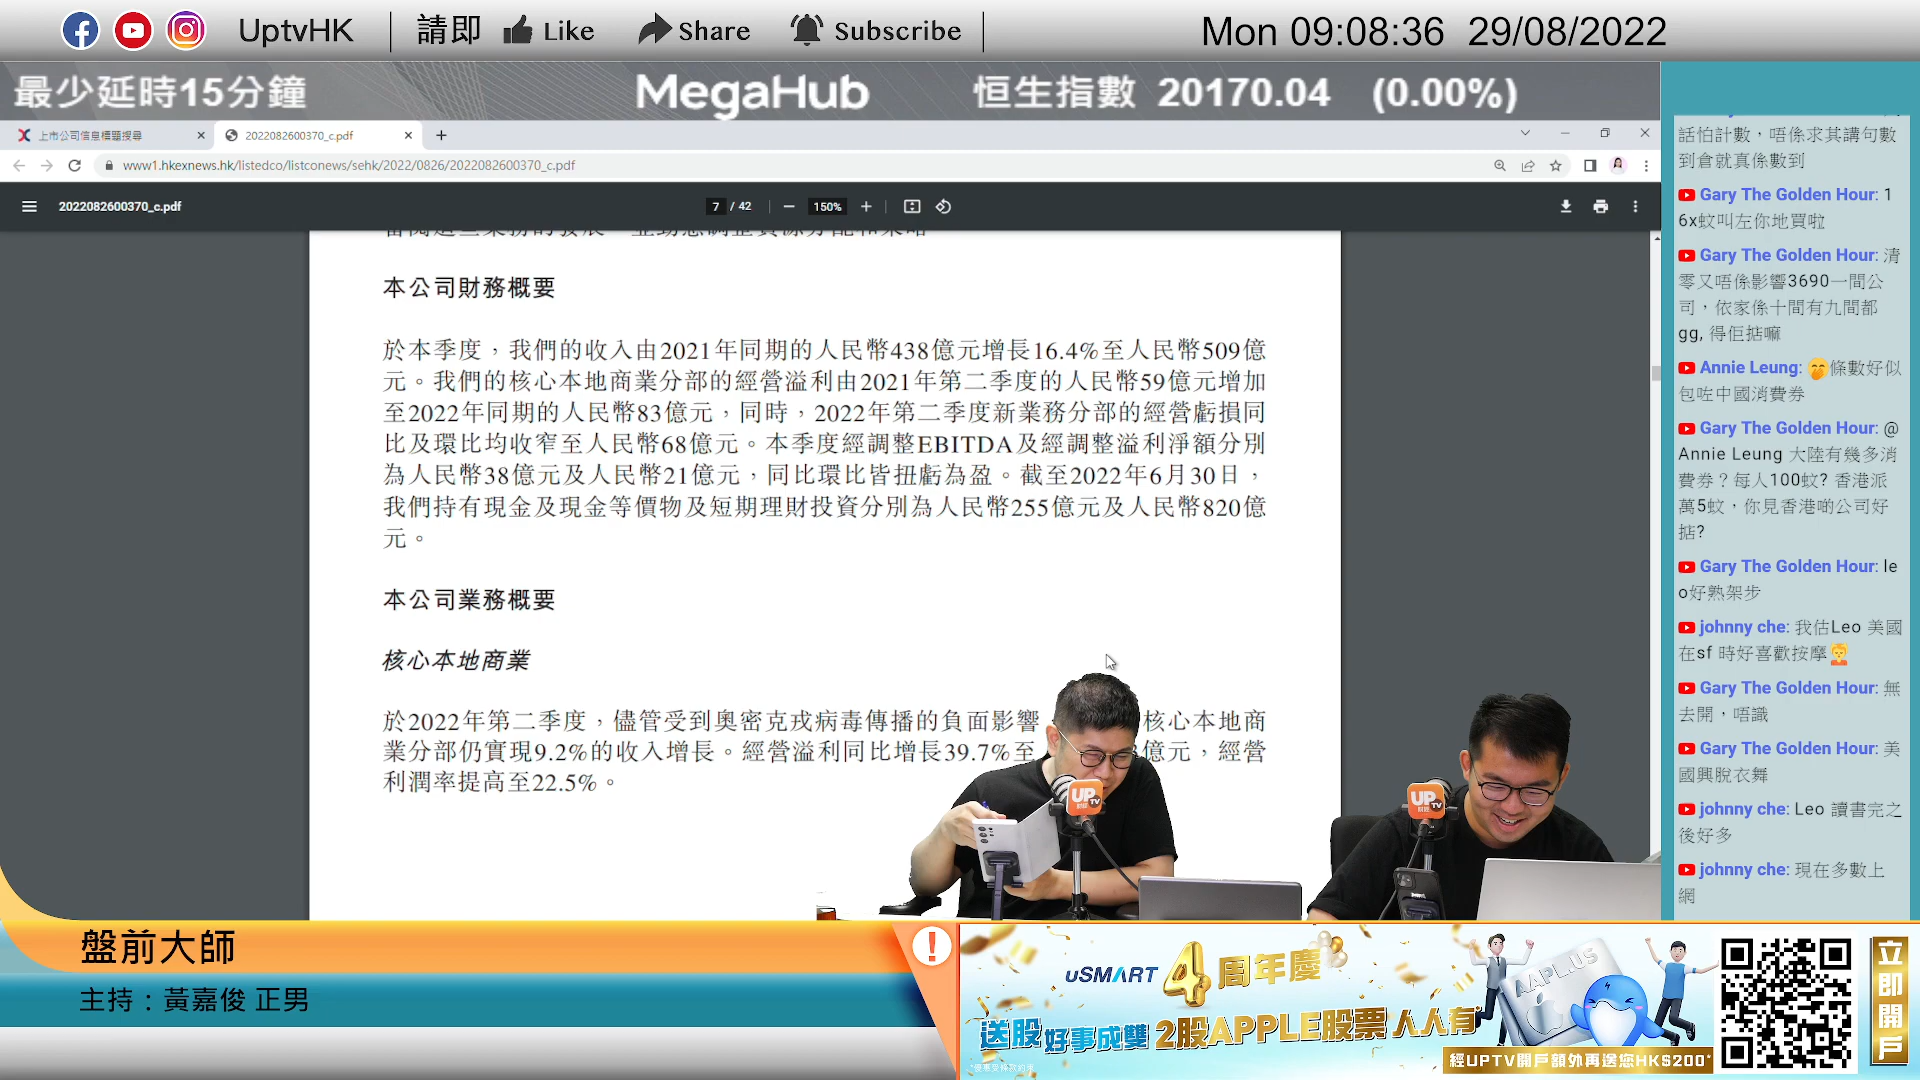 UptvHK
請即
Like
Share
Subscribe
Mon 09:08:36 29/08/2022
最少延時15分鐘
MegaHub
恒生指數 20170.04 (0.00%)
上市公司信息標題搜尋
2022082600370_c.pdf
www1.hkexnews.hk/listedco/listconews/sehk/2022/0826/2022082600370_c.pdf
2022082600370_c.pdf
7 / 42
150%
本公司財務概要
於本季度，我們的收入由2021年同期的人民幣438億元增長16.4%至人民幣509億
元。我們的核心本地商業分部的經營溢利由2021年第二季度的人民幣59億元增加
至2022年同期的人民幣83億元，同時，2022年第二季度新業務分部的經營虧損同
比及環比均收窄至人民幣68億元。本季度經調整EBITDA及經調整溢利淨額分別
為人民幣38億元及人民幣21億元，同比環比皆扭虧為盈。截至2022年6月30日，
我們持有現金及現金等價物及短期理財投資分別為人民幣255億元及人民幣820億
元。
本公司業務概要
核心本地商業
於2022年第二季度，儘管受到奧密克戎病毒傳播的負面影響，
核心本地商
業分部仍實現9.2%的收入增長。經營溢利同比增長39.7%至
億元，經營
利潤率提高至22.5%。
話怕計數，唔係求其講句數
到倉就真係數到
Gary The Golden Hour: 1
6x蚊叫左你地買啦
Gary The Golden Hour: 清
零又唔係影響3690一間公
司，依家係十間有九間都
gg, 得佢掂嘛
Annie Leung: 🤭條數好似
包咗中國消費券
Gary The Golden Hour: @
Annie Leung 大陸有幾多消
費券？每人100蚊? 香港派
萬5蚊，你見香港啲公司好
掂?
Gary The Golden Hour: le
o好熟架步
johnny che: 我估Leo 美國
在sf 時好喜歡按摩💆
Gary The Golden Hour: 無
去開，唔識
Gary The Golden Hour: 美
國興脫衣舞
johnny che: Leo 讀書完之
後好多
johnny che: 現在多數上
網
UP
TV
UP
TV
盤前大師
主持：黃嘉俊 正男
!
uSMART 4周年慶
送股好事成雙 2股APPLE股票人人有*
AAPL.US
經UPTV開戶額外再送您HK$200*
立即開戶